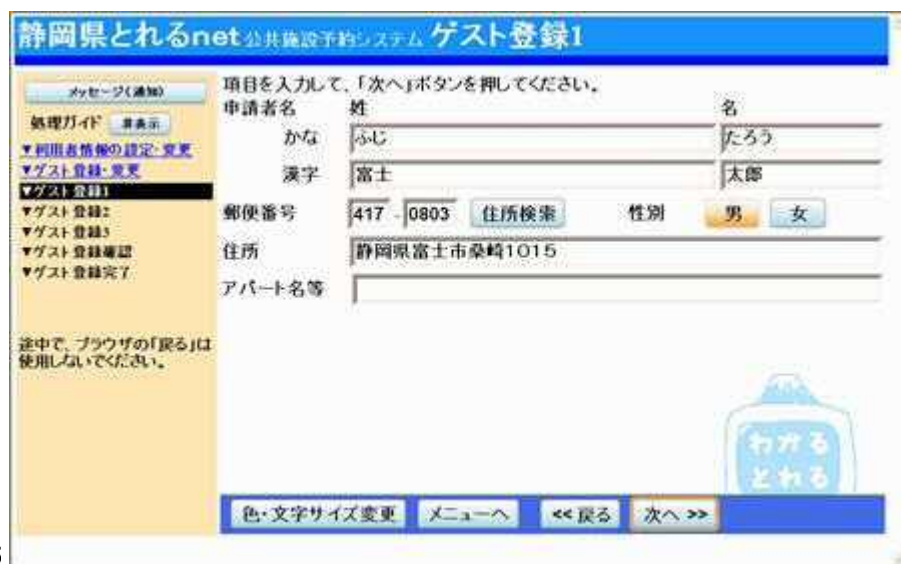 静岡県とれるnet 公共施設予約システム ゲスト登録1
メッセージ(通知)
処理ガイド 非表示
▼利用者情報の設定・変更
▼ゲスト登録・変更
▼ゲスト登録1
▼ゲスト登録2
▼ゲスト登録3
▼ゲスト登録確認
▼ゲスト登録完了
途中で、ブラウザの「戻る」は
使用しないでください。
項目を入力して、「次へ」ボタンを押してください。
申請者名 姓 名
かな ふじ たろう
漢字 富士 太郎
郵便番号 417 - 0803 住所検索 性別 男 女
住所 静岡県富士市桑崎1015
アパート名等
わかる
とれる
色・文字サイズ変更 メニューへ <<戻る 次へ >>